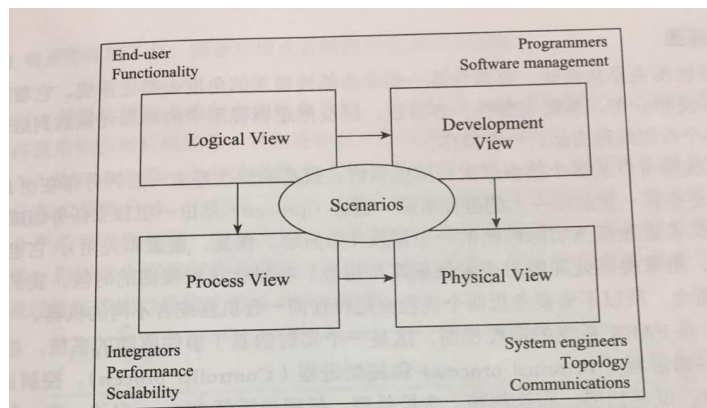 End-user
Functionality
Programmers
Software management
Logical View
Development
View
Scenarios
Process View
Physical View
Integrators
Performance
Scalability
System engineers
Topology
Communications